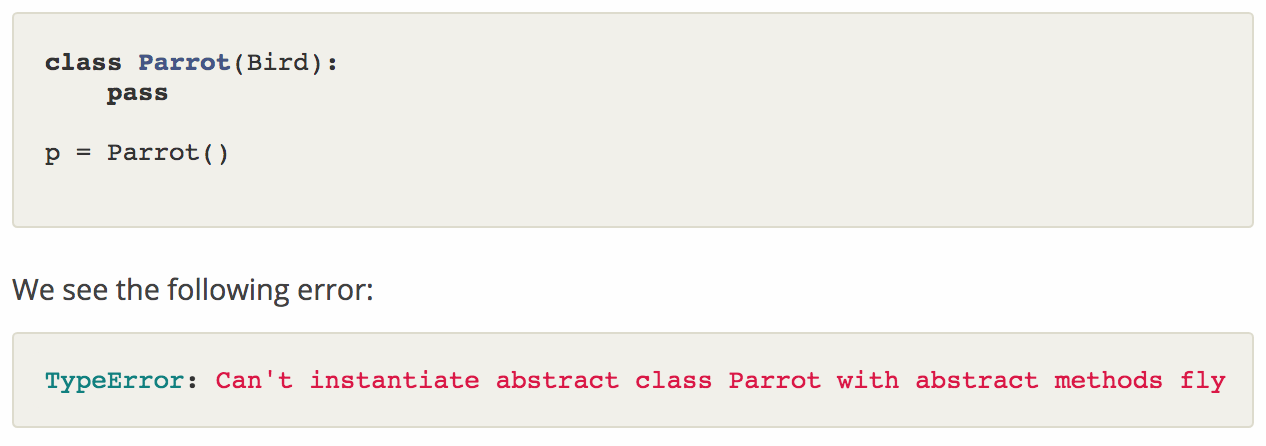 class Parrot(Bird):
    pass
p = Parrot()
We see the following error:
TypeError: Can't instantiate abstract class Parrot with abstract methods fly